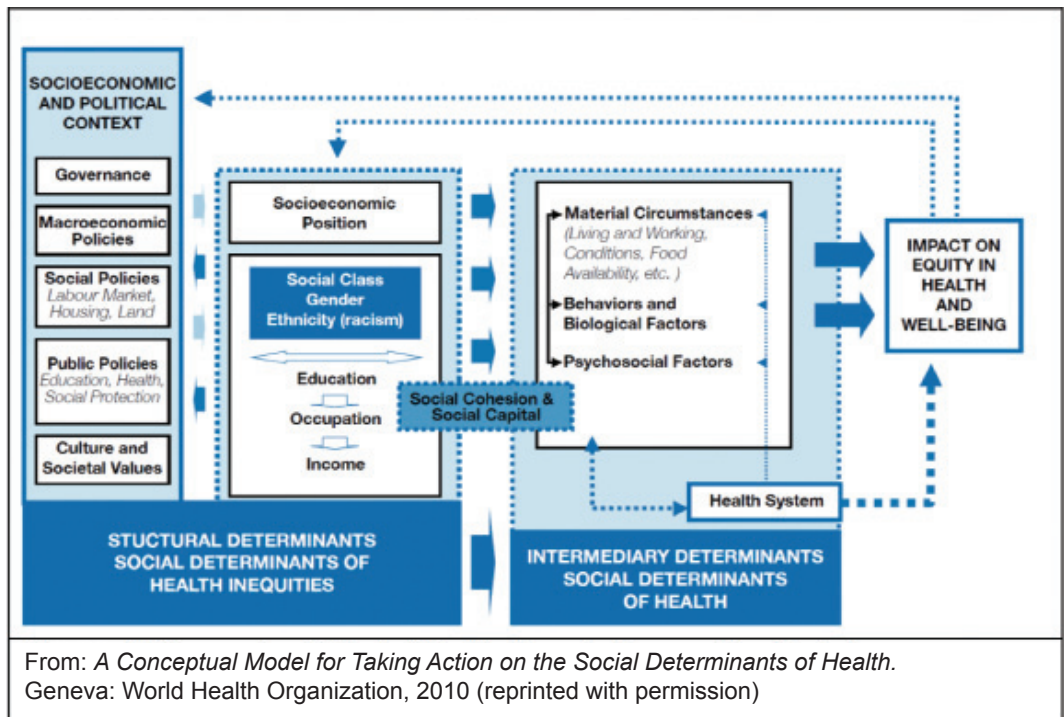 SOCIOECONOMIC
AND POLITICAL
CONTEXT
Governance
Macroeconomic
Policies
Social Policies
Labour Market,
Housing, Land
Public Policies
Education, Health,
Social Protection
Culture and
Societal Values
Socioeconomic
Position
Social Class
Gender
Ethnicity (racism)
Education
Occupation
Income
Social Cohesion &
Social Capital
STUCTURAL DETERMINANTS
SOCIAL DETERMINANTS OF
HEALTH INEQUITIES
Material Circumstances
(Living and Working,
Conditions, Food
Availability, etc. )
Behaviors and
Biological Factors
Psychosocial Factors
Health System
INTERMEDIARY DETERMINANTS
SOCIAL DETERMINANTS
OF HEALTH
IMPACT ON
EQUITY IN
HEALTH
AND
WELL-BEING
From: A Conceptual Model for Taking Action on the Social Determinants of Health.
Geneva: World Health Organization, 2010 (reprinted with permission)